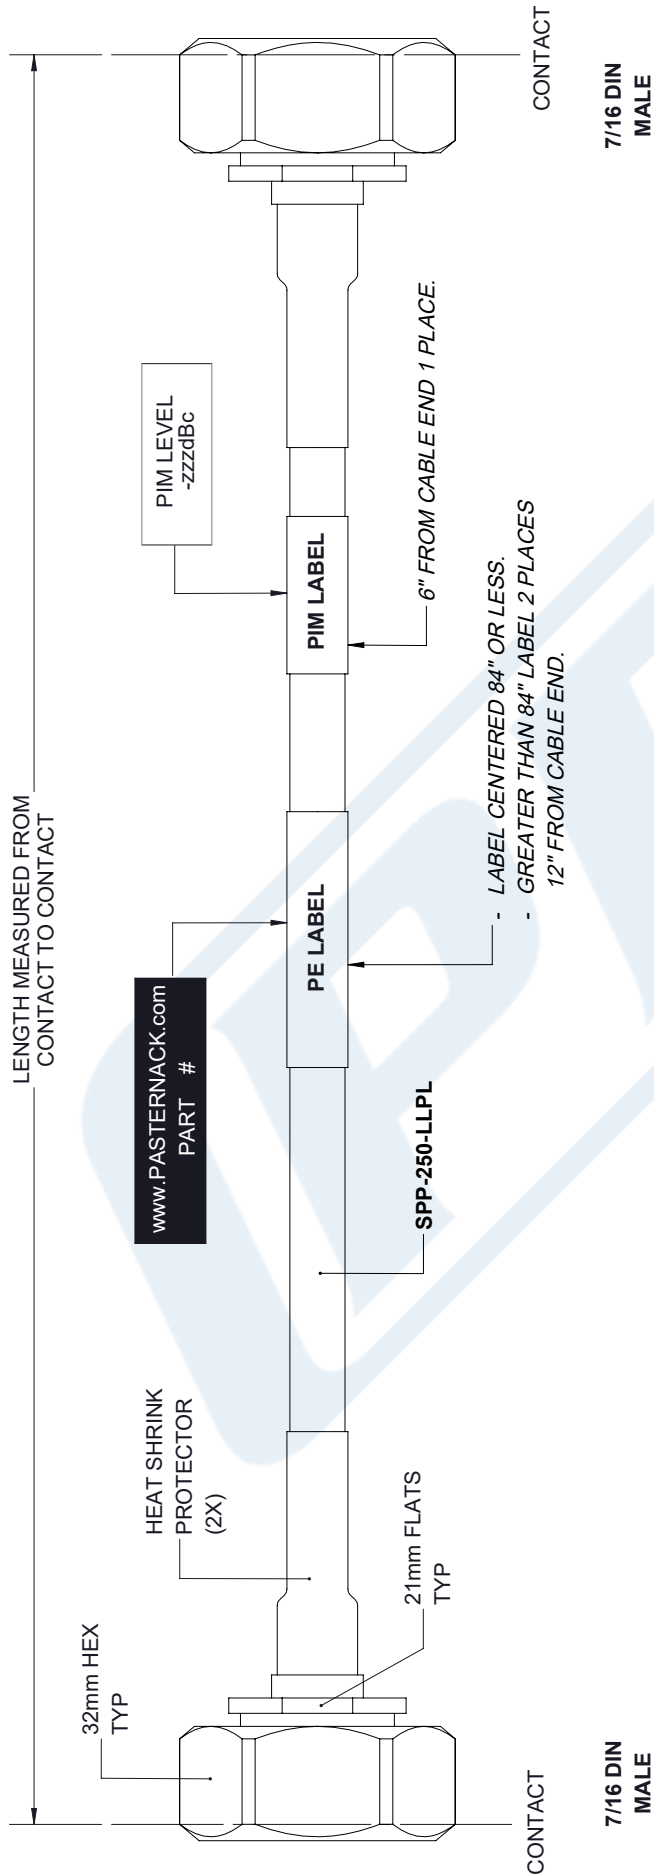 LENGTH MEASURED FROM
CONTACT TO CONTACT
32mm HEX
TYP
HEAT SHRINK
PROTECTOR
(2X)
www.PASTERNACK.com
PART #
PIM LEVEL
-zzzdBc
PE LABEL
PIM LABEL
21mm FLATS
TYP
SPP-250-LLPL
- LABEL CENTERED 84" OR LESS.
- GREATER THAN 84" LABEL 2 PLACES
12" FROM CABLE END.
6" FROM CABLE END 1 PLACE.
CONTACT
CONTACT
7/16 DIN
MALE
7/16 DIN
MALE